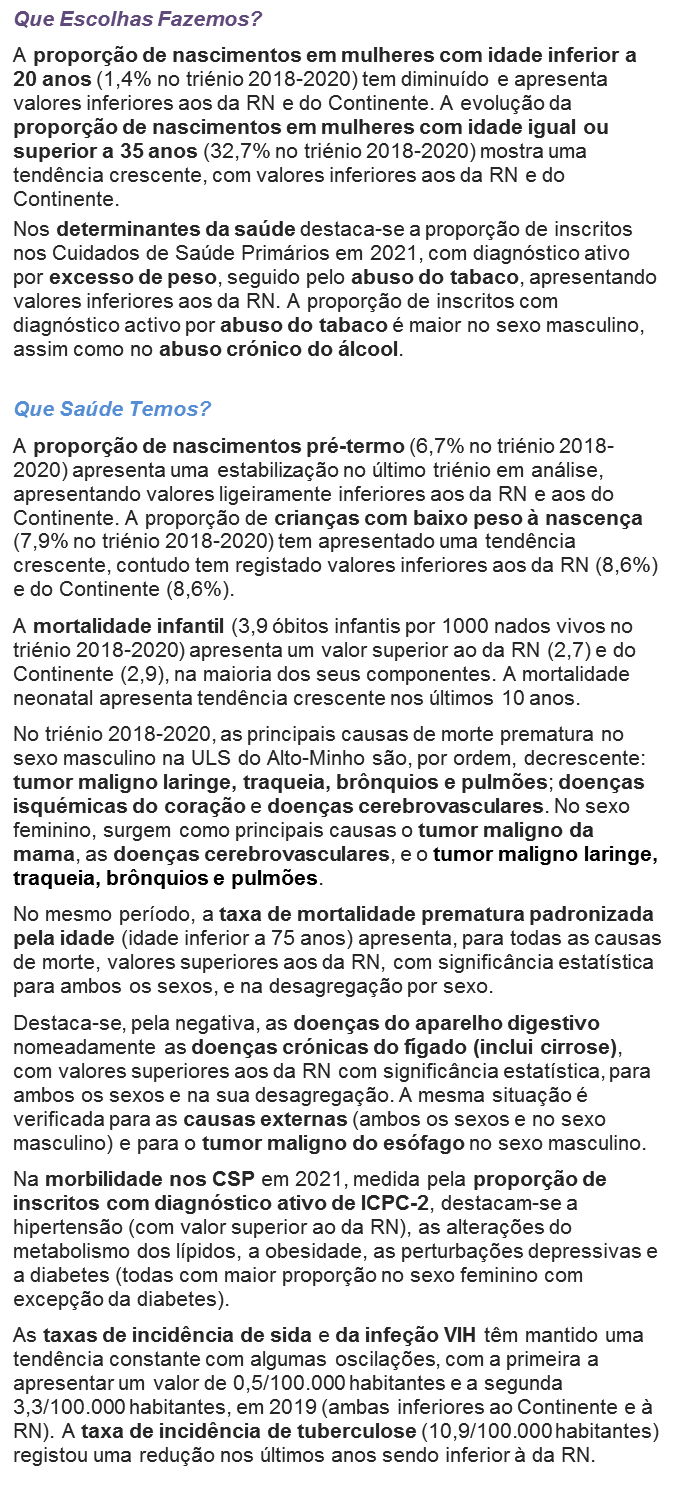 Que Escolhas Fazemos?
A proporção de nascimentos em mulheres com idade inferior a
20 anos (1,4% no triénio 2018-2020) tem diminuído e apresenta
valores inferiores aos da RN e do Continente. A evolução da
proporção de nascimentos em mulheres com idade igual ou
superior a 35 anos (32,7% no triénio 2018-2020) mostra uma
tendência crescente, com valores inferiores aos da RN e do
Continente.
Nos determinantes da saúde destaca-se a proporção de inscritos
nos Cuidados de Saúde Primários em 2021, com diagnóstico ativo
por excesso de peso, seguido pelo abuso do tabaco, apresentando
valores inferiores aos da RN. A proporção de inscritos com
diagnóstico activo por abuso do tabaco é maior no sexo masculino,
assim como no abuso crónico do álcool.
Que Saúde Temos?
A proporção de nascimentos pré-termo (6,7% no triénio 2018-
2020) apresenta uma estabilização no último triénio em análise,
apresentando valores ligeiramente inferiores aos da RN e aos do
Continente. A proporção de crianças com baixo peso à nascença
(7,9% no triénio 2018-2020) tem apresentado uma tendência
crescente, contudo tem registado valores inferiores aos da RN (8,6%)
e do Continente (8,6%).
A mortalidade infantil (3,9 óbitos infantis por 1000 nados vivos no
triénio 2018-2020) apresenta um valor superior ao da RN (2,7) e do
Continente (2,9), na maioria dos seus componentes. A mortalidade
neonatal apresenta tendência crescente nos últimos 10 anos.
No triénio 2018-2020, as principais causas de morte prematura no
sexo masculino na ULS do Alto-Minho são, por ordem, decrescente:
tumor maligno laringe, traqueia, brônquios e pulmões; doenças
isquémicas do coração e doenças cerebrovasculares. No sexo
feminino, surgem como principais causas o tumor maligno da
mama, as doenças cerebrovasculares, e o tumor maligno laringe,
traqueia, brônquios e pulmões.
No mesmo período, a taxa de mortalidade prematura padronizada
pela idade (idade inferior a 75 anos) apresenta, para todas as causas
de morte, valores superiores aos da RN, com significância estatística
para ambos os sexos, e na desagregação por sexo.
Destaca-se, pela negativa, as doenças do aparelho digestivo
nomeadamente as doenças crónicas do fígado (inclui cirrose),
com valores superiores aos da RN com significância estatística, para
ambos os sexos e na sua desagregação. A mesma situação é
verificada para as causas externas (ambos os sexos e no sexo
masculino) e para o tumor maligno do esófago no sexo masculino.
Na morbilidade nos CSP em 2021, medida pela proporção de
inscritos com diagnóstico ativo de ICPC-2, destacam-se a
hipertensão (com valor superior ao da RN), as alterações do
metabolismo dos lípidos, a obesidade, as perturbações depressivas e
a diabetes (todas com maior proporção no sexo feminino com
excepção da diabetes).
As taxas de incidência de sida e da infeção VIH têm mantido uma
tendência constante com algumas oscilações, com a primeira a
apresentar um valor de 0,5/100.000 habitantes e a segunda
3,3/100.000 habitantes, em 2019 (ambas inferiores ao Continente e à
RN). A taxa de incidência de tuberculose (10,9/100.000 habitantes)
registou uma redução nos últimos anos sendo inferior à da RN.